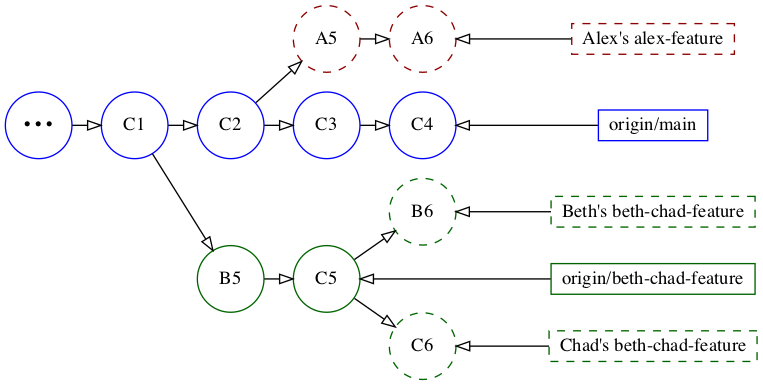 A5
A6
Alex's alex-feature
•••
C1
C2
C3
C4
origin/main
B6
Beth's beth-chad-feature
B5
C5
origin/beth-chad-feature
C6
Chad's beth-chad-feature